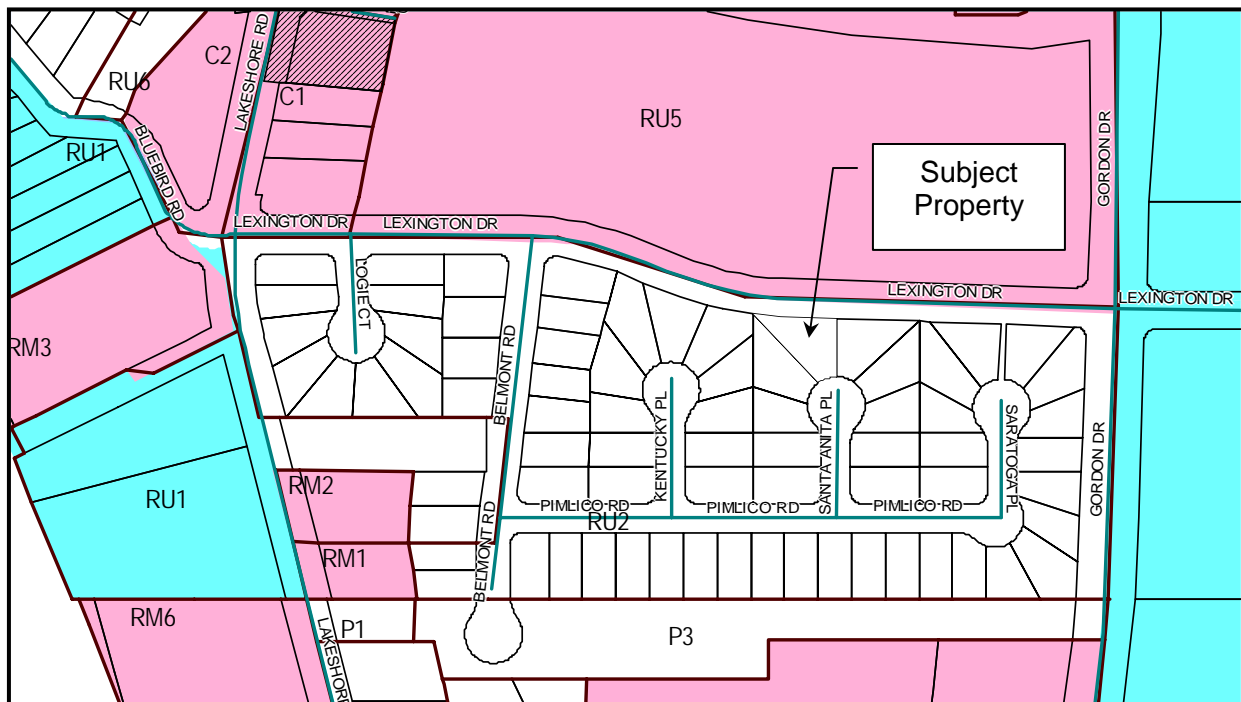 C2
LAKESHORE RD
C1
RU6
RU5
GORDON DR
RU1
BLUEBIRD RD
Subject
Property
LEXINGTON DR
LEXINGTON DR
LOGIE CT
LEXINGTON DR
LEXINGTON DR
RM3
BELMONT RD
KENTUCKY PL
SANTA ANITA PL
SARATOGA PL
GORDON DR
RU1
RM2
PIMLICO RD
PIMLICO RD
PIMLICO RD
RU2
BELMONT RD
RM1
RM6
P1
P3
LAKESHORE